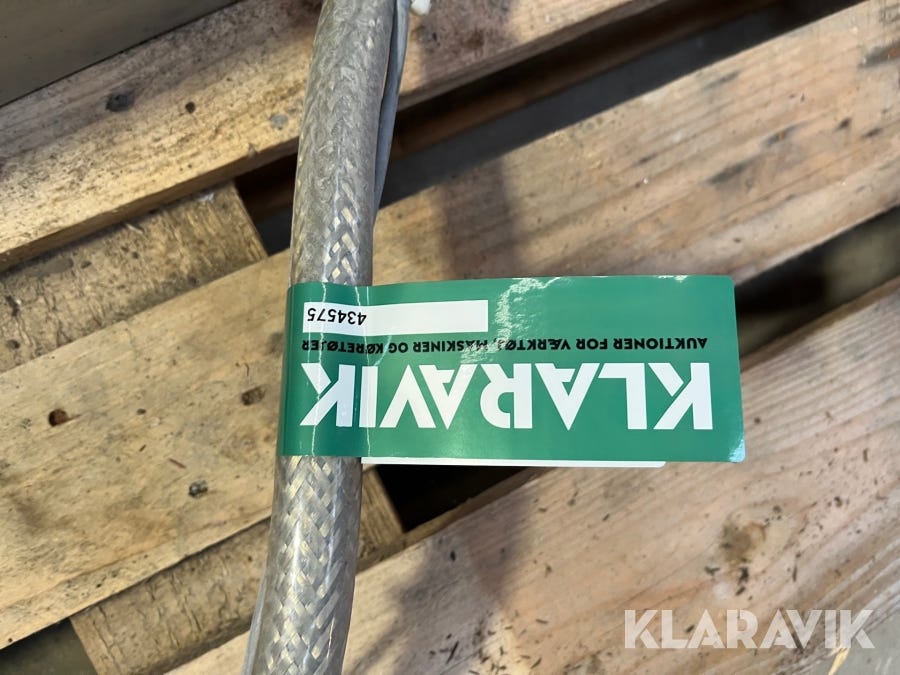 KLARAVIK
AUKTIONER FOR VÆRKTØJ, MASKINER OG KØRETØJER
434575
KLARAVIK